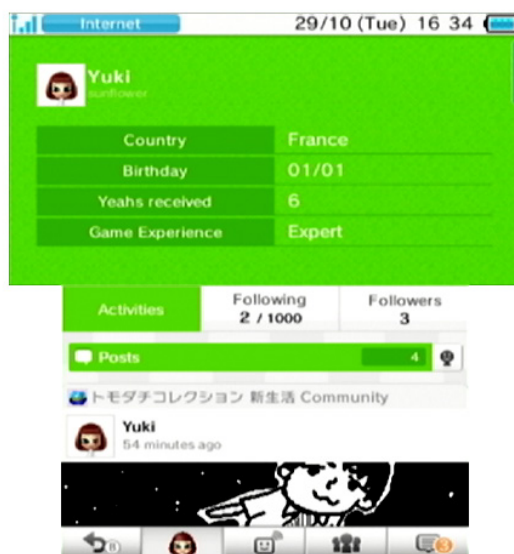 Internet 29/10 (Tue) 16 34
Yuki
sunflower
Country France
Birthday 01/01
Yeahs received 6
Game Experience Expert
Activities
Following
2 / 1000
Followers
3
Posts 4
トモダチコレクション 新生活 Community
Yuki
54 minutes ago
B
3